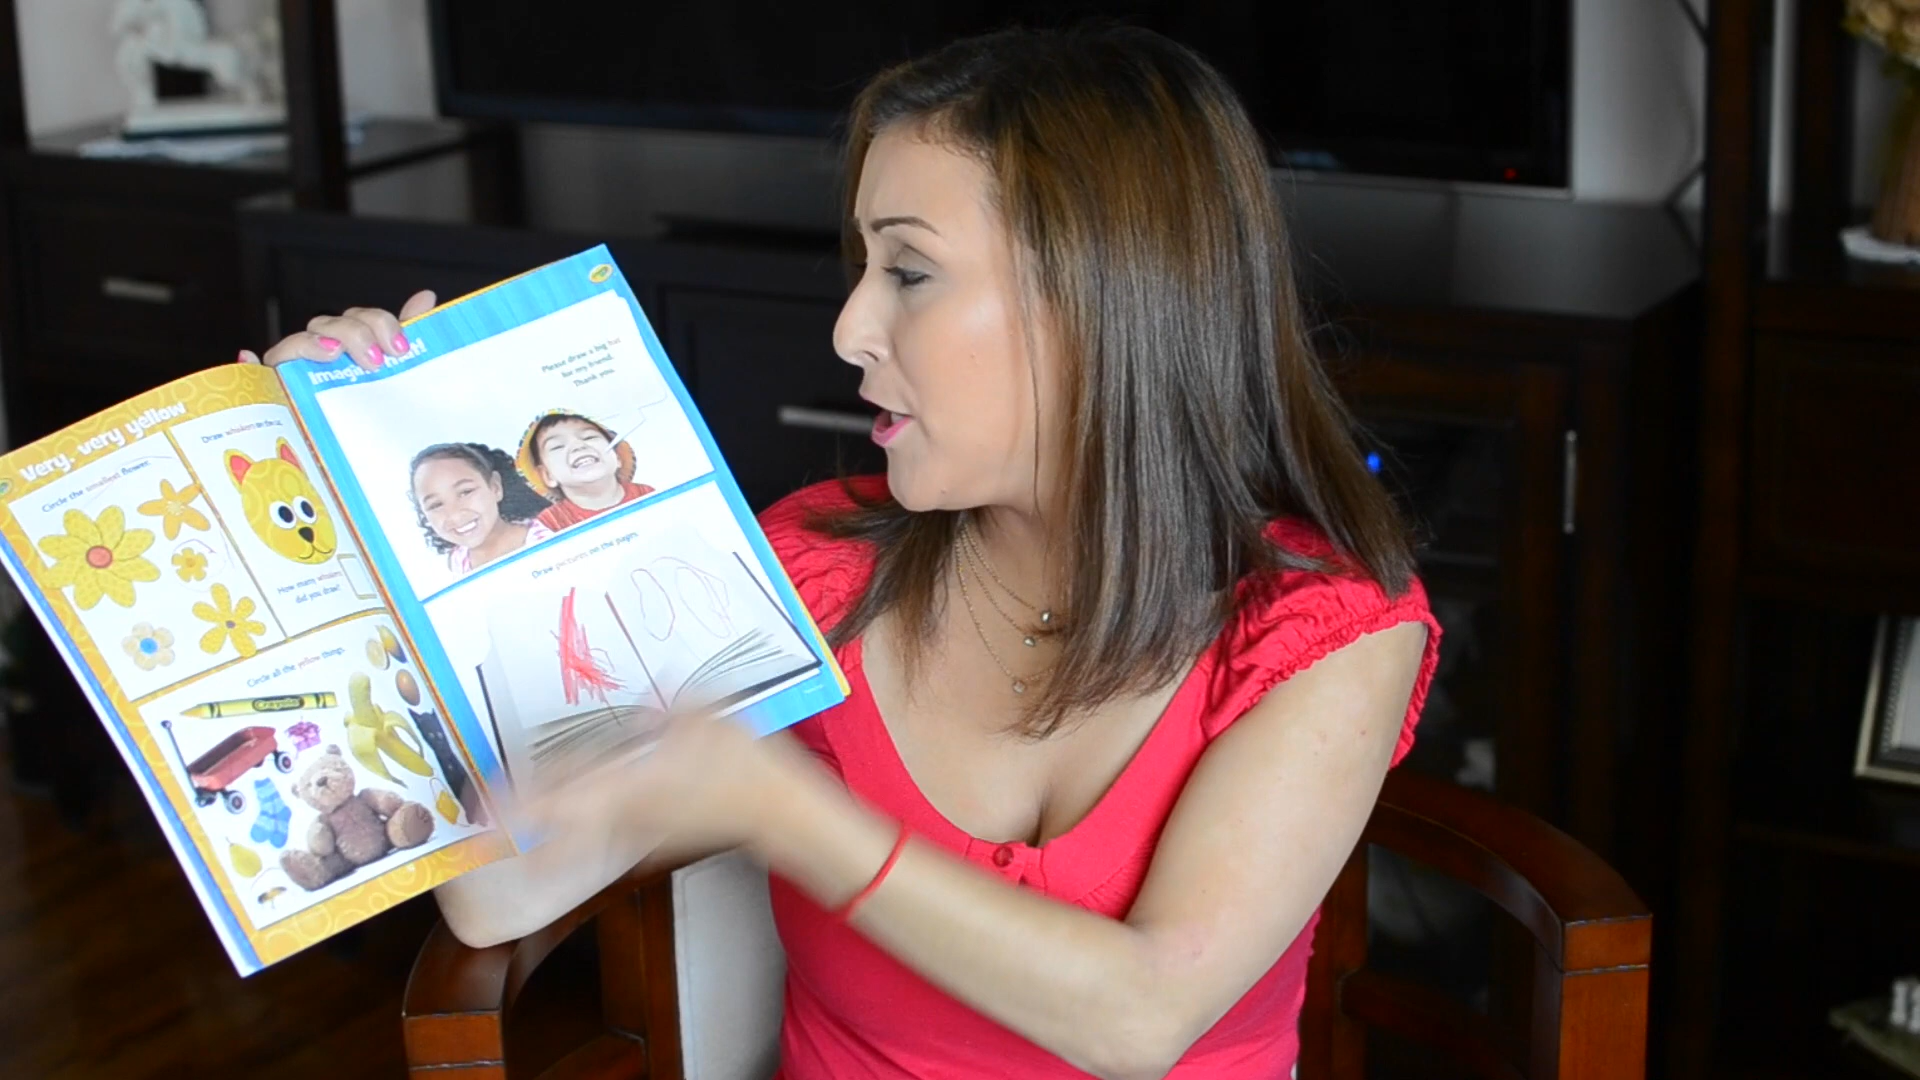 Very, very yellow
Circle the smallest flower.
Draw whiskers on the cat.
How many whiskers
did you draw?
Circle all the yellow things.
Crayola
that!
Please draw a big hat
for my friend.
Thank you.
Draw pictures on the pages.